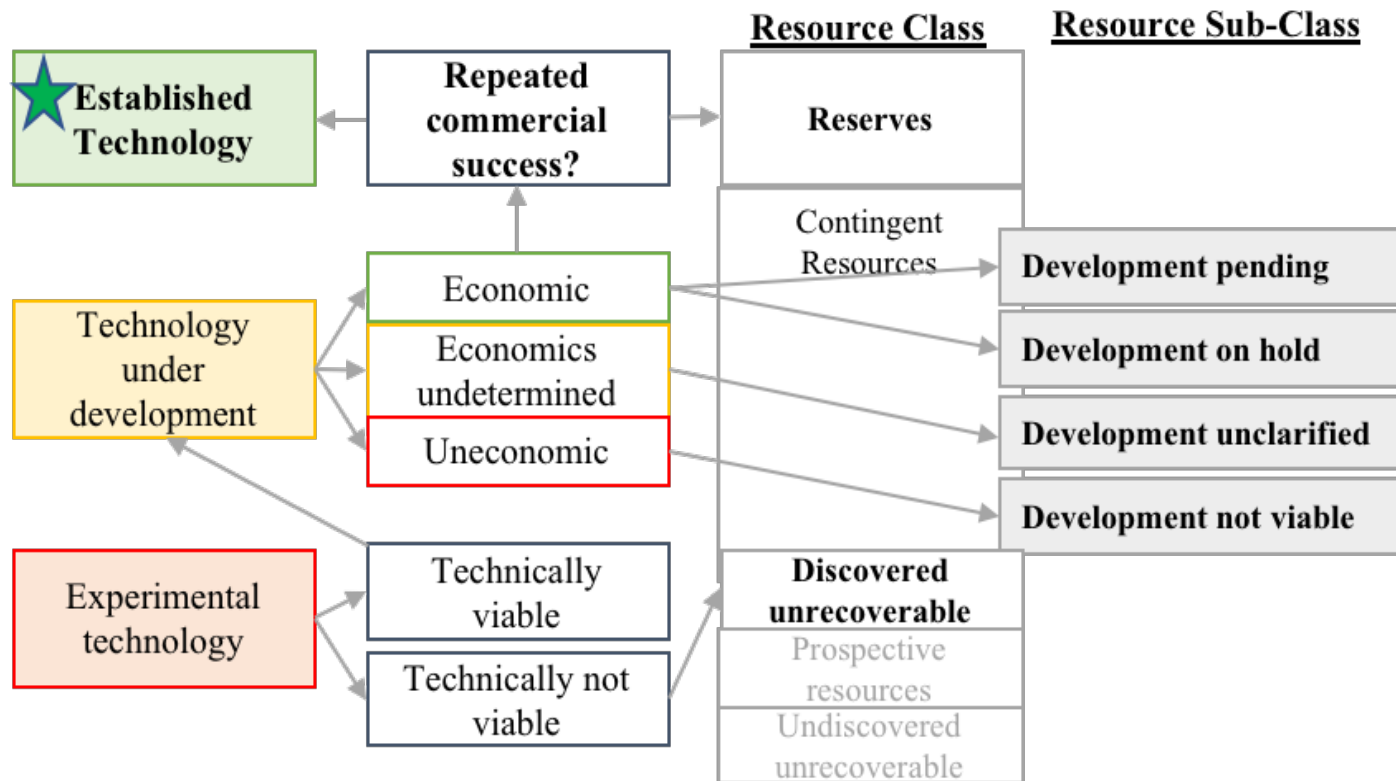 Resource Class
Resource Sub-Class
Established
Technology
Repeated
commercial
success?
Reserves
Contingent
Resources
Economic
Development pending
Technology
under
development
Economics
undetermined
Development on hold
Uneconomic
Development unclarified
Development not viable
Experimental
technology
Technically
viable
Discovered
unrecoverable
Technically not
viable
Prospective
resources
Undiscovered
unrecoverable